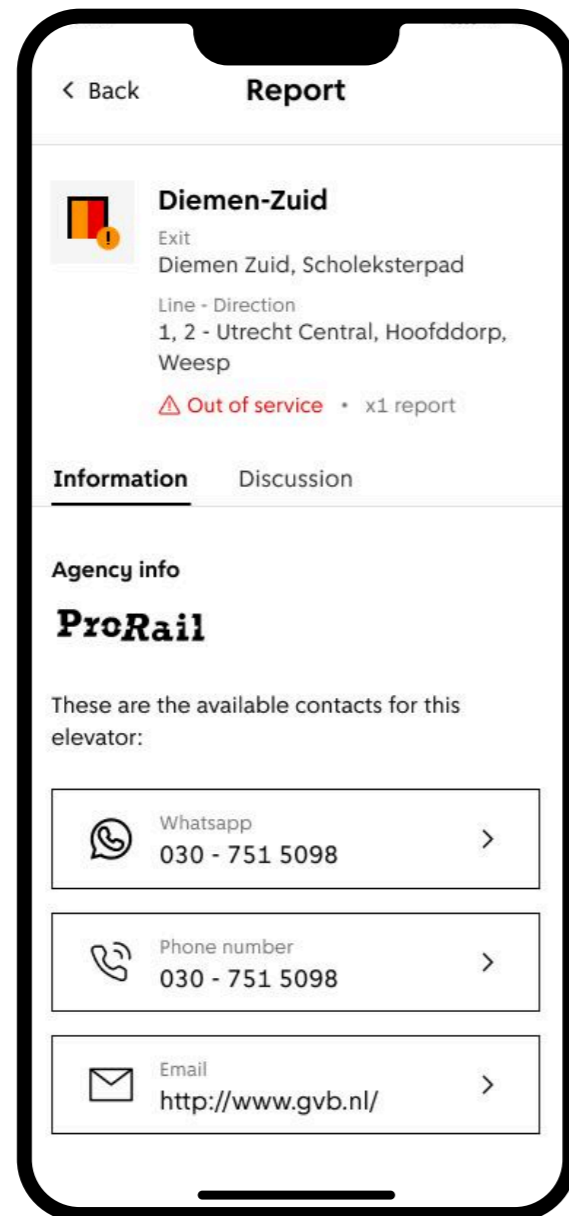 Back
Report
Diemen-Zuid
Exit
Diemen Zuid, Scholeksterpad
Line - Direction
1, 2 - Utrecht Central, Hoofddorp,
Weesp
Out of service • x1 report
Information
Discussion
Agency info
ProRail
These are the available contacts for this
elevator:
Whatsapp
030 - 751 5098
Phone number
030 - 751 5098
Email
http://www.gvb.nl/